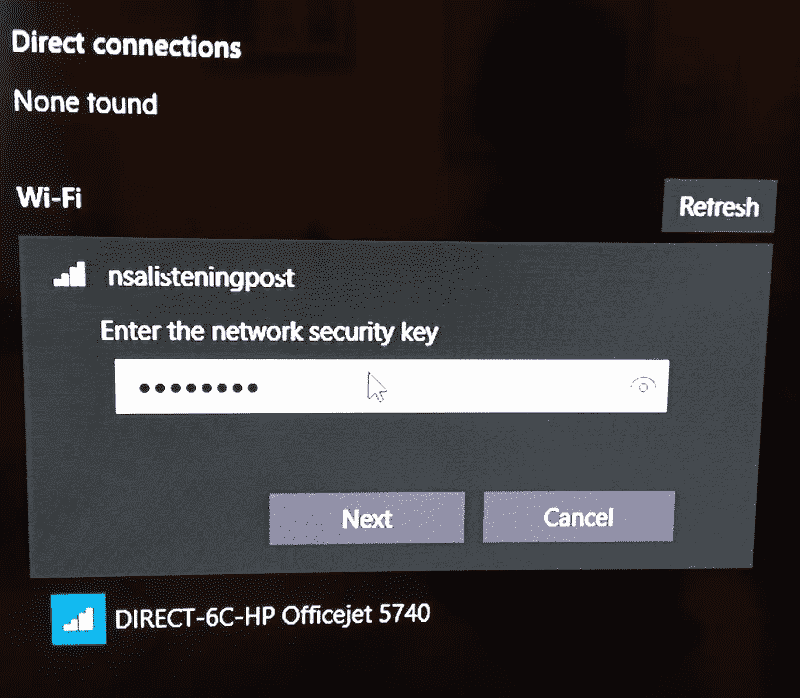 Direct connections
None found
Wi-Fi
Refresh
nsalisteningpost
Enter the network security key
••••••••
Next
Cancel
DIRECT-6C-HP Officejet 5740